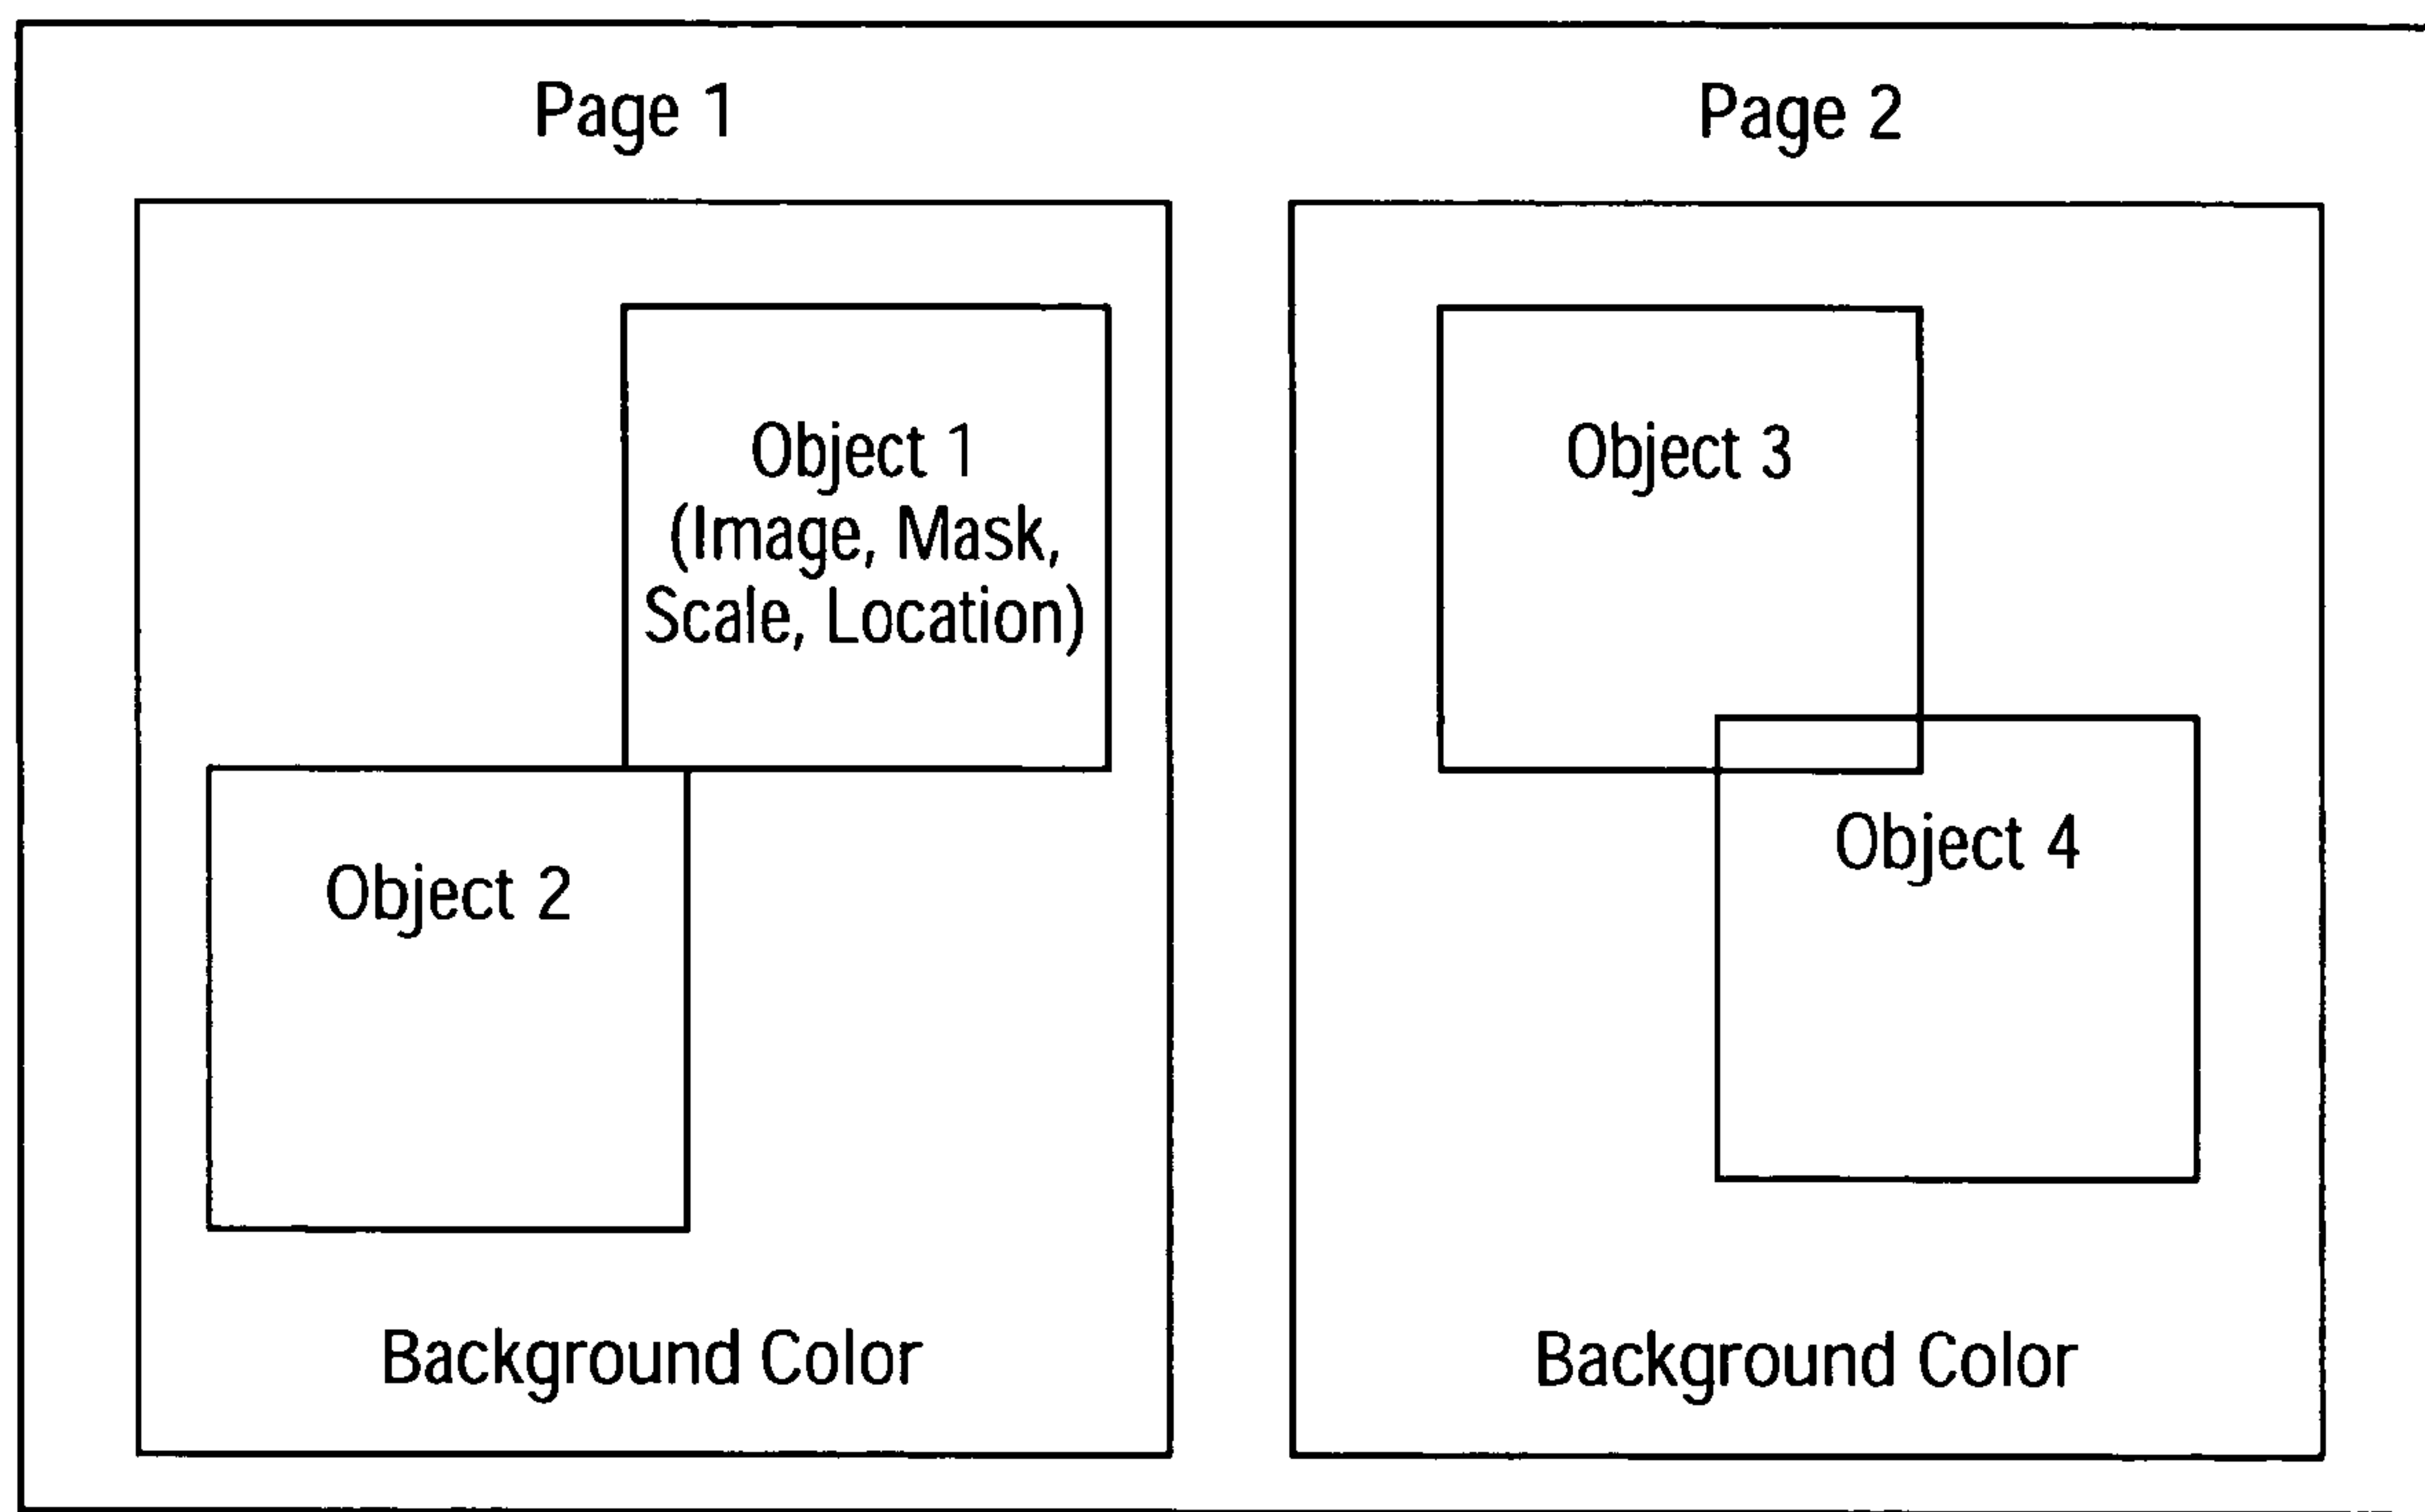 Page 1
Object 1
(Image, Mask,
Scale, Location)
Object 2
Background Color
Page 2
Object 3
Object 4
Background Color